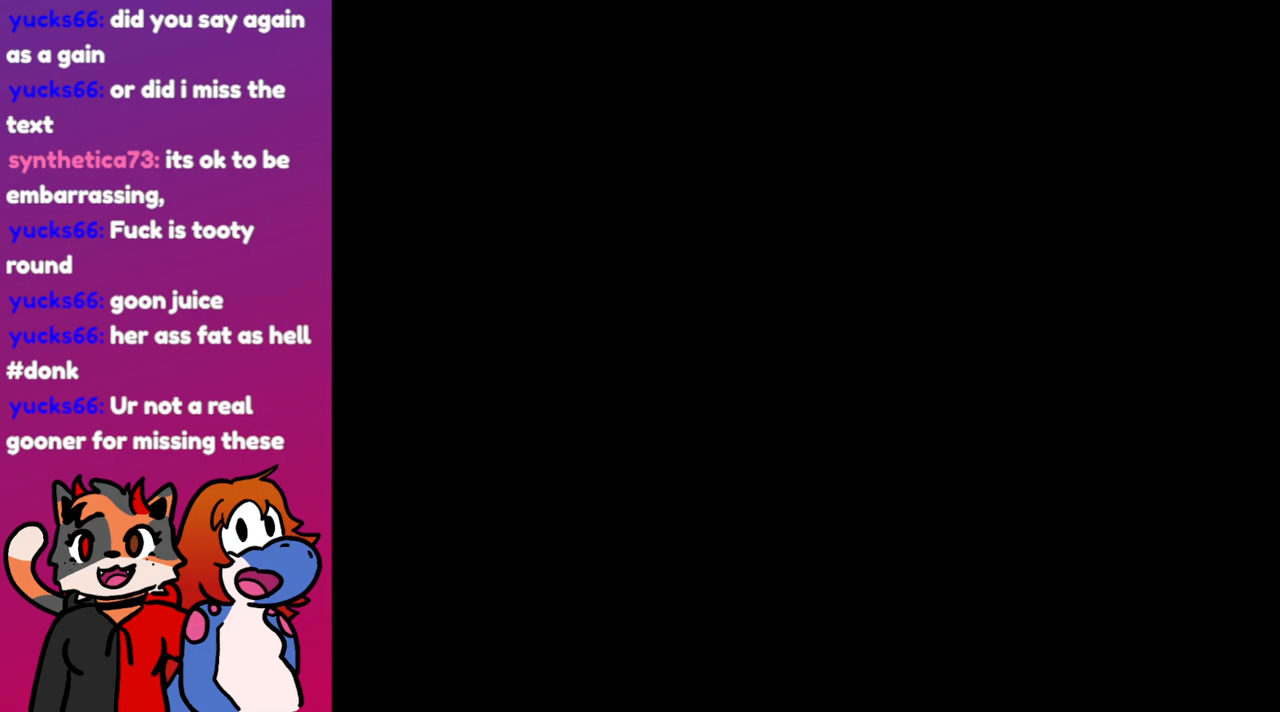 yucks66: did you say again
as a gain
yucks66: or did i miss the
text
synthetica73: its ok to be
embarrassing,
yucks66: Fuck is tooty
round
yucks66: goon juice
yucks66: her ass fat as hell
#donk
yucks66: Ur not a real
gooner for missing these